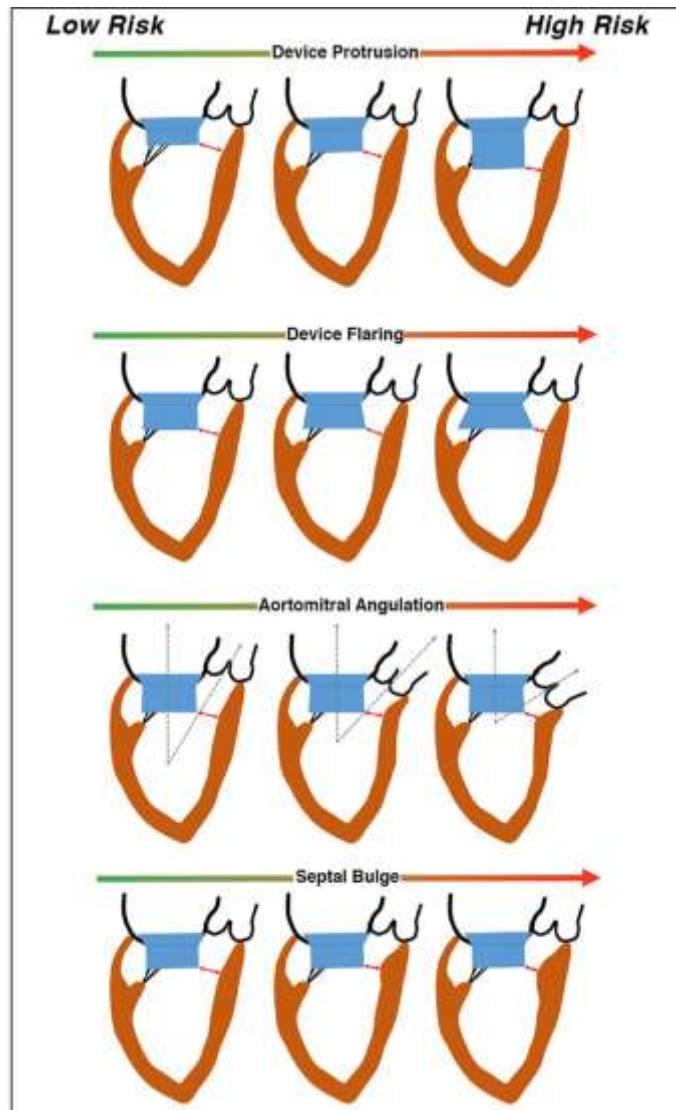 Low Risk
High Risk
Device Protrusion
Device Flaring
Aortomitral Angulation
Septal Bulge